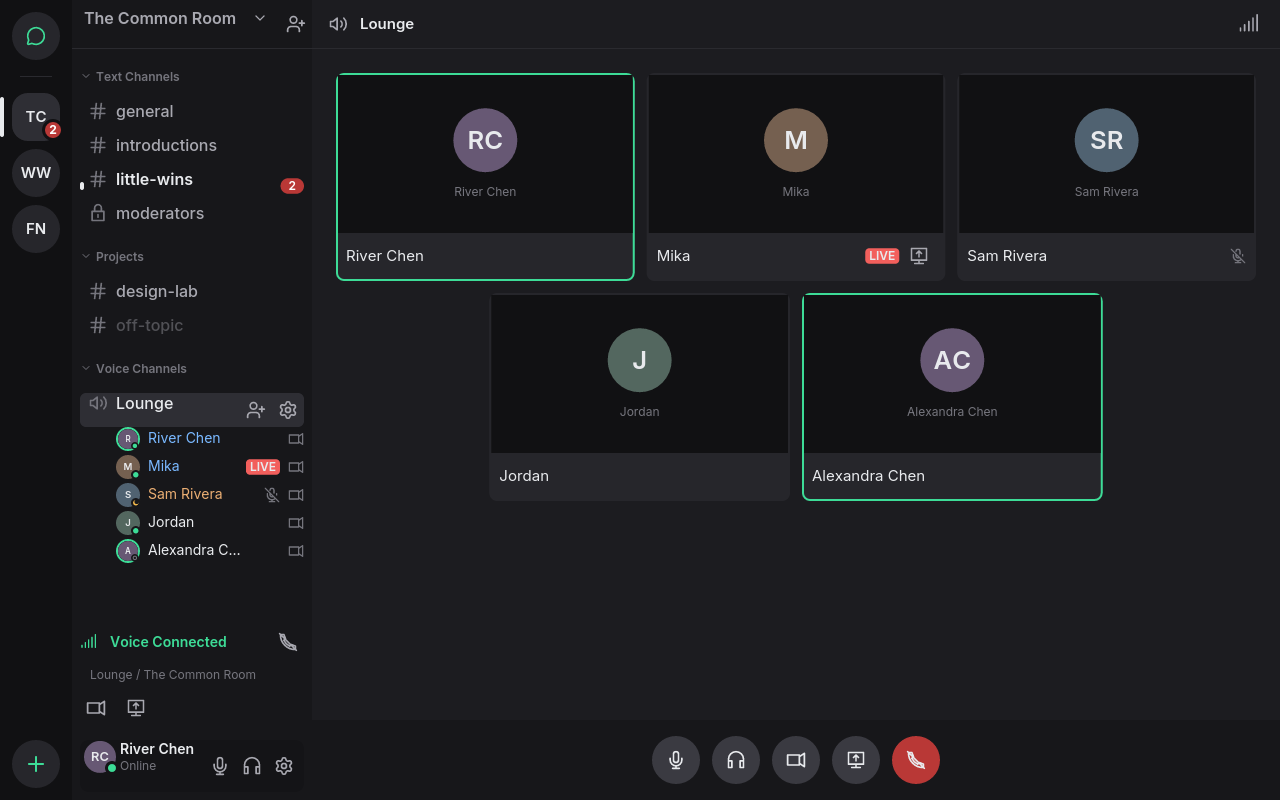 TC
2
WW
FN
The Common Room
Text Channels
general
introductions
little-wins
2
moderators
Projects
design-lab
off-topic
Voice Channels
Lounge
R
River Chen
M
Mika
LIVE
S
Sam Rivera
J
Jordan
A
Alexandra C...
Voice Connected
Lounge / The Common Room
RC
River Chen
Online
Lounge
RC
River Chen
River Chen
M
Mika
Mika
LIVE
SR
Sam Rivera
Sam Rivera
J
Jordan
Jordan
AC
Alexandra Chen
Alexandra Chen